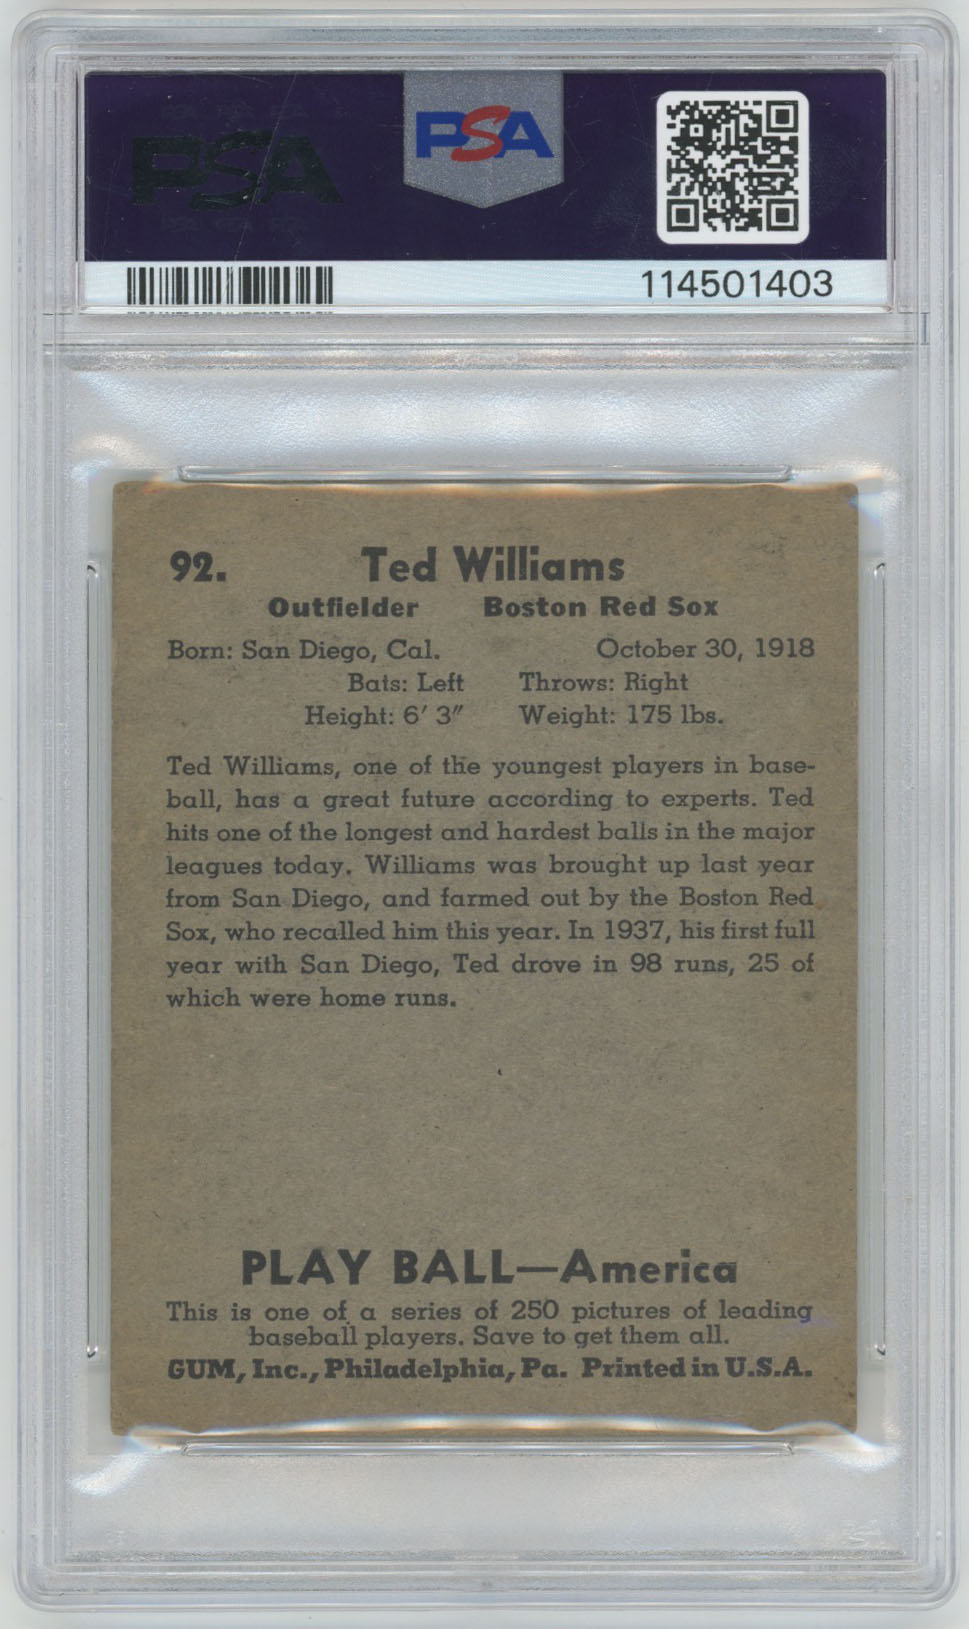 PSA
PSA
114501403
92. Ted Williams
Outfielder Boston Red Sox
Born: San Diego, Cal. October 30, 1918
Bats: Left Throws: Right
Height: 6′ 3″ Weight: 175 lbs.
Ted Williams, one of the youngest players in base-
ball, has a great future according to experts. Ted
hits one of the longest and hardest balls in the major
leagues today. Williams was brought up last year
from San Diego, and farmed out by the Boston Red
Sox, who recalled him this year. In 1937, his first full
year with San Diego, Ted drove in 98 runs, 25 of
which were home runs.
PLAY BALL—America
This is one of a series of 250 pictures of leading
baseball players. Save to get them all.
GUM, Inc., Philadelphia, Pa. Printed in U.S.A.